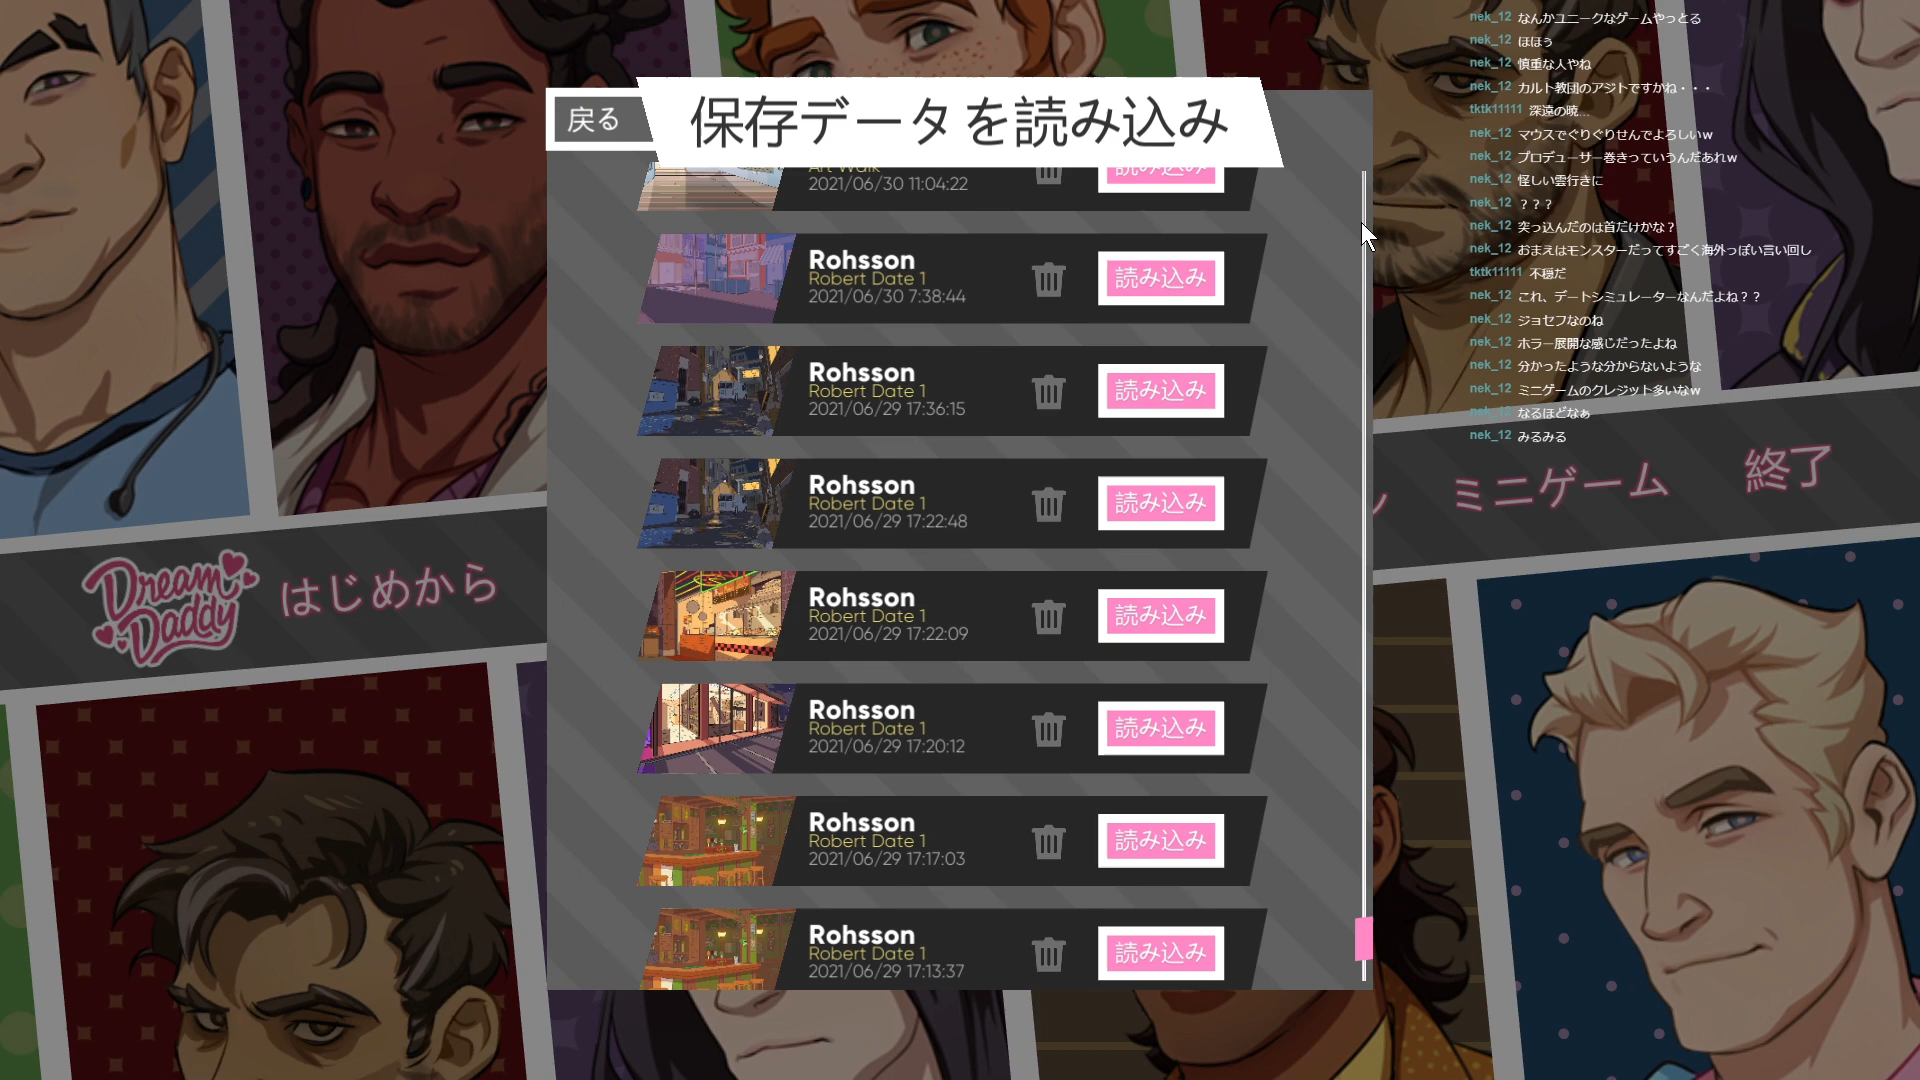 戻る
保存データを読み込み
Art Walk
2021/06/30 11:04:22
読み込み
Rohsson
Robert Date 1
2021/06/30 7:38:44
読み込み
Rohsson
Robert Date 1
2021/06/29 17:36:15
読み込み
Rohsson
Robert Date 1
2021/06/29 17:22:48
読み込み
Rohsson
Robert Date 1
2021/06/29 17:22:09
読み込み
Rohsson
Robert Date 1
2021/06/29 17:20:12
読み込み
Rohsson
Robert Date 1
2021/06/29 17:17:03
読み込み
Rohsson
Robert Date 1
2021/06/29 17:13:37
読み込み
Dream
Daddy
はじめから
ル
ミニゲーム
終了
nek_12 なんかユニークなゲームやっとる
nek_12 ほほぅ
nek_12 慎重な人やね
nek_12 カルト教団のアジトですかね・・・
tktk11111 深遠の暁...
nek_12 マウスでぐりぐりせんでよろしいw
nek_12 プロデューサー巻きっていうんだあれw
nek_12 怪しい雲行きに
nek_12 ？？？
nek_12 突っ込んだのは首だけかな？
nek_12 おまえはモンスターだってすごく海外っぽい言い回し
tktk11111 不穏だ
nek_12 これ、デートシミュレーターなんだよね？？
nek_12 ジョセフなのね
nek_12 ホラー展開な感じだったよね
nek_12 分かったような分からないような
nek_12 ミニゲームのクレジット多いなw
nek_12 なるほどなぁ
nek_12 みるみる